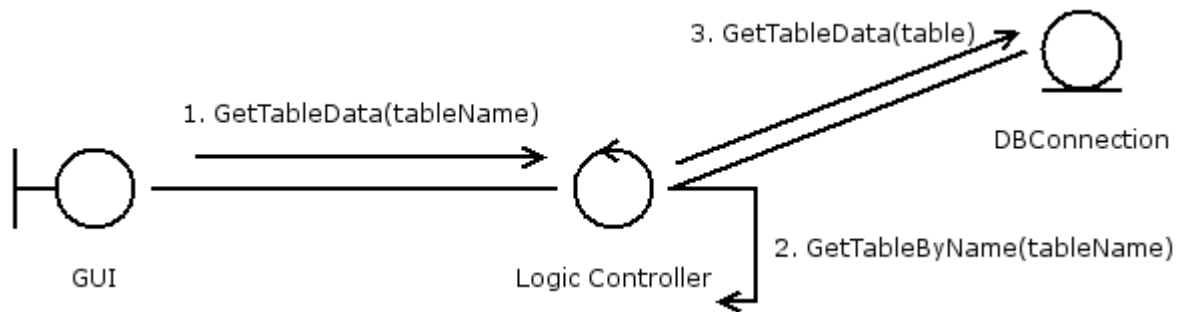 3. GetTableData(table)
1. GetTableData(tableName)
DBConnection
2. GetTableByName(tableName)
GUI
Logic Controller